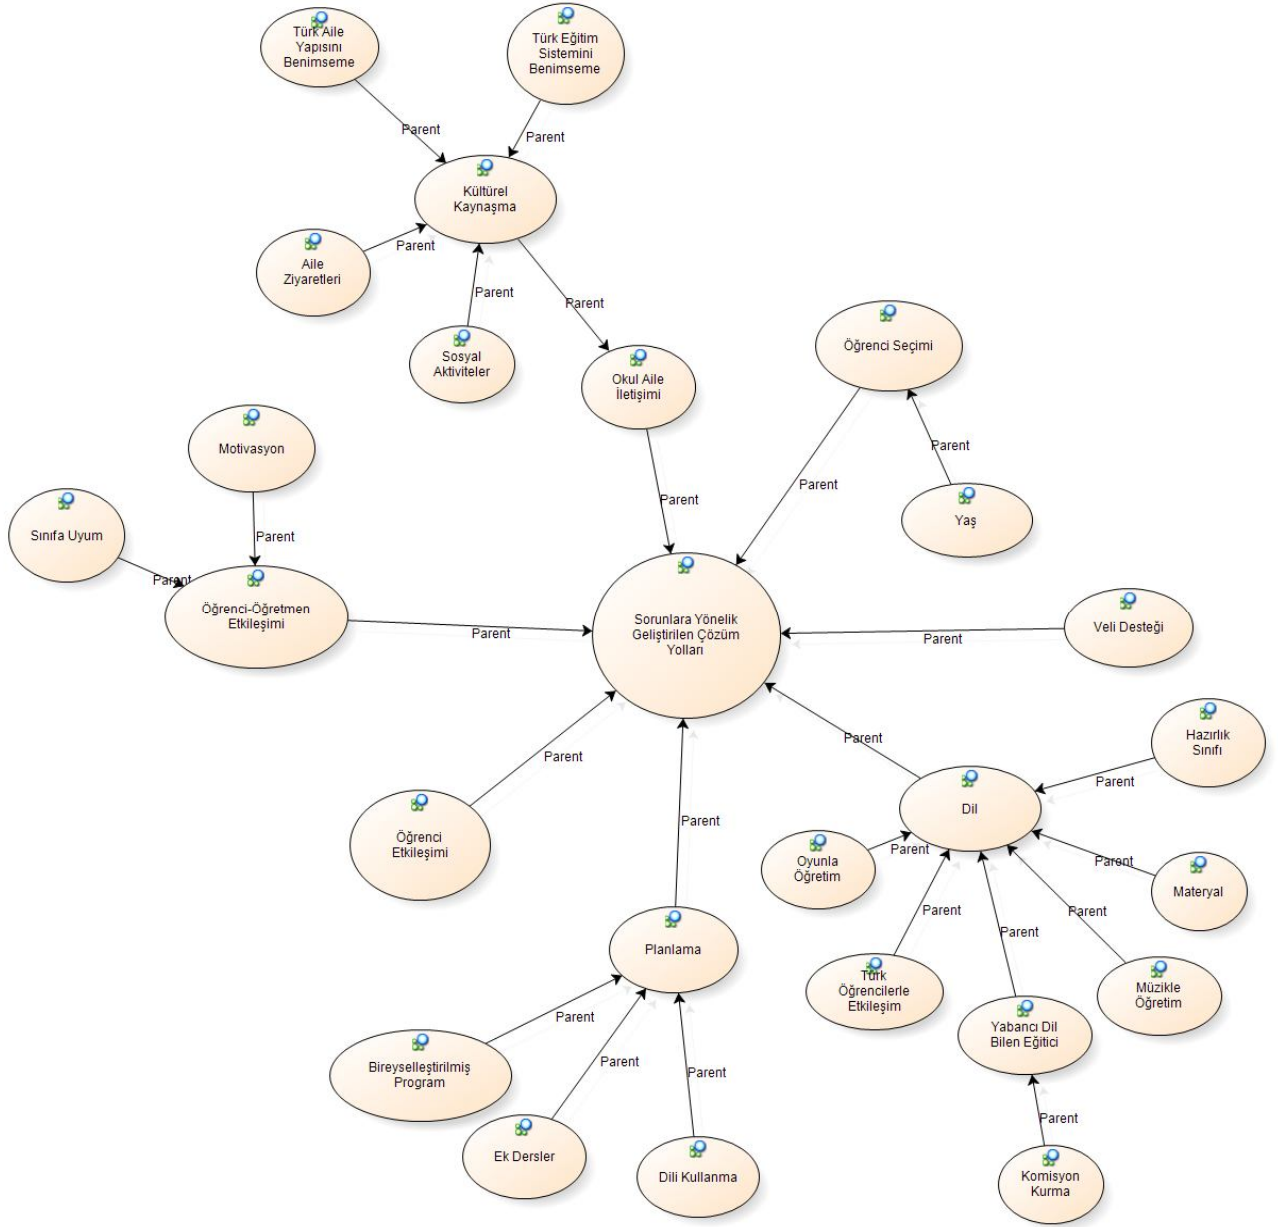 Türk Aile
Yapısını
Benimseme
Türk Eğitim
Sistemini
Benimseme
Parent
Parent
Kültürel
Kaynaşma
Parent
Aile
Ziyaretleri
Parent
Parent
Sosyal
Aktiviteler
Okul Aile
İletişimi
Öğrenci Seçimi
Motivasyon
Parent
Parent
Parent
Yaş
Sınıfa Uyum
Parent
Parent
Öğrenci-Öğretmen
Etkileşimi
Parent
Sorunlara Yönelik
Geliştirilen Çözüm
Yolları
Parent
Veli Desteği
Parent
Parent
Hazırlık
Sınıfı
Parent
Dil
Parent
Öğrenci
Etkileşimi
Parent
Oyunla
Öğretim
Parent
Parent
Materyal
Parent
Parent
Parent
Planlama
Türk
Öğrencilerle
Etkileşim
Müzikle
Öğretim
Parent
Yabancı Dil
Bilen Eğitici
Bireyselleştirilmiş
Program
Parent
Parent
Parent
Ek Dersler
Dili Kullanma
Komisyon
Kurma